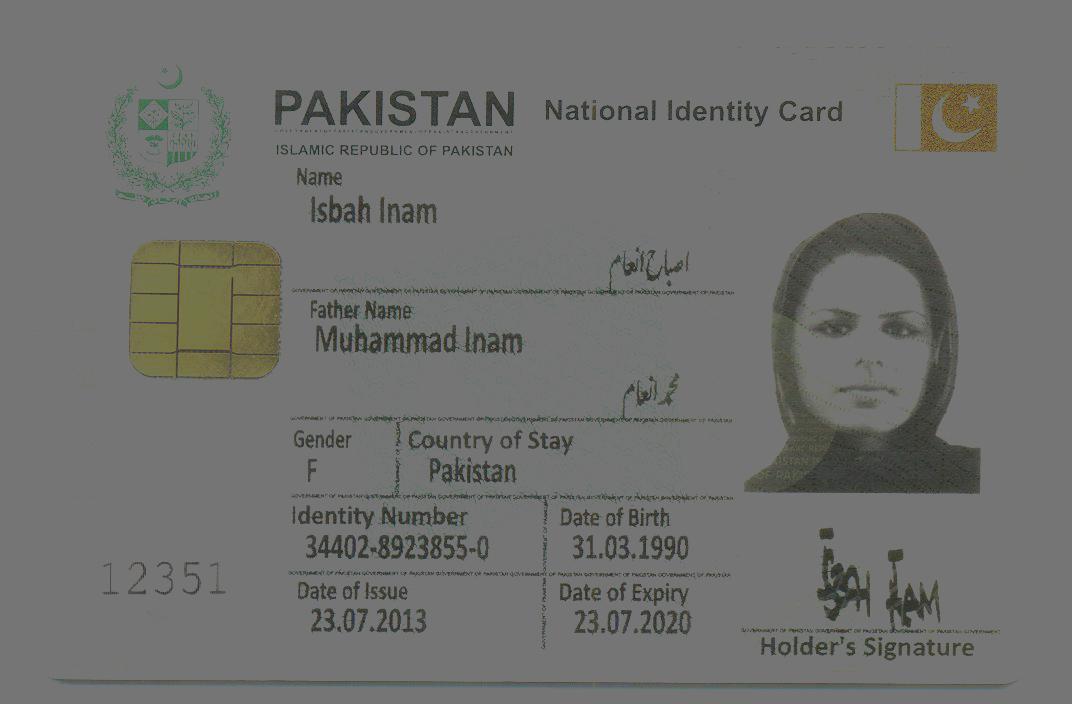 PAKISTAN National Identity Card
ISLAMIC REPUBLIC OF PAKISTAN
Name
Isbah Inam
اصباح انعام
Father Name
Muhammad Inam
محمد انعام
Gender
F
Country of Stay
Pakistan
Identity Number
34402-8923855-0
Date of Birth
31.03.1990
12351
Date of Issue
23.07.2013
Date of Expiry
23.07.2020
Holder's Signature